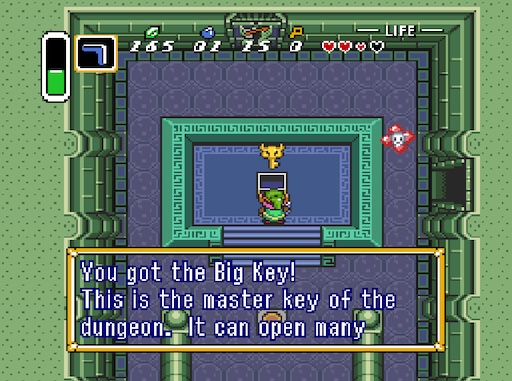 — LIFE —
265 02 25 0
You got the Big Key!
This is the master key of the
dungeon. It can open many